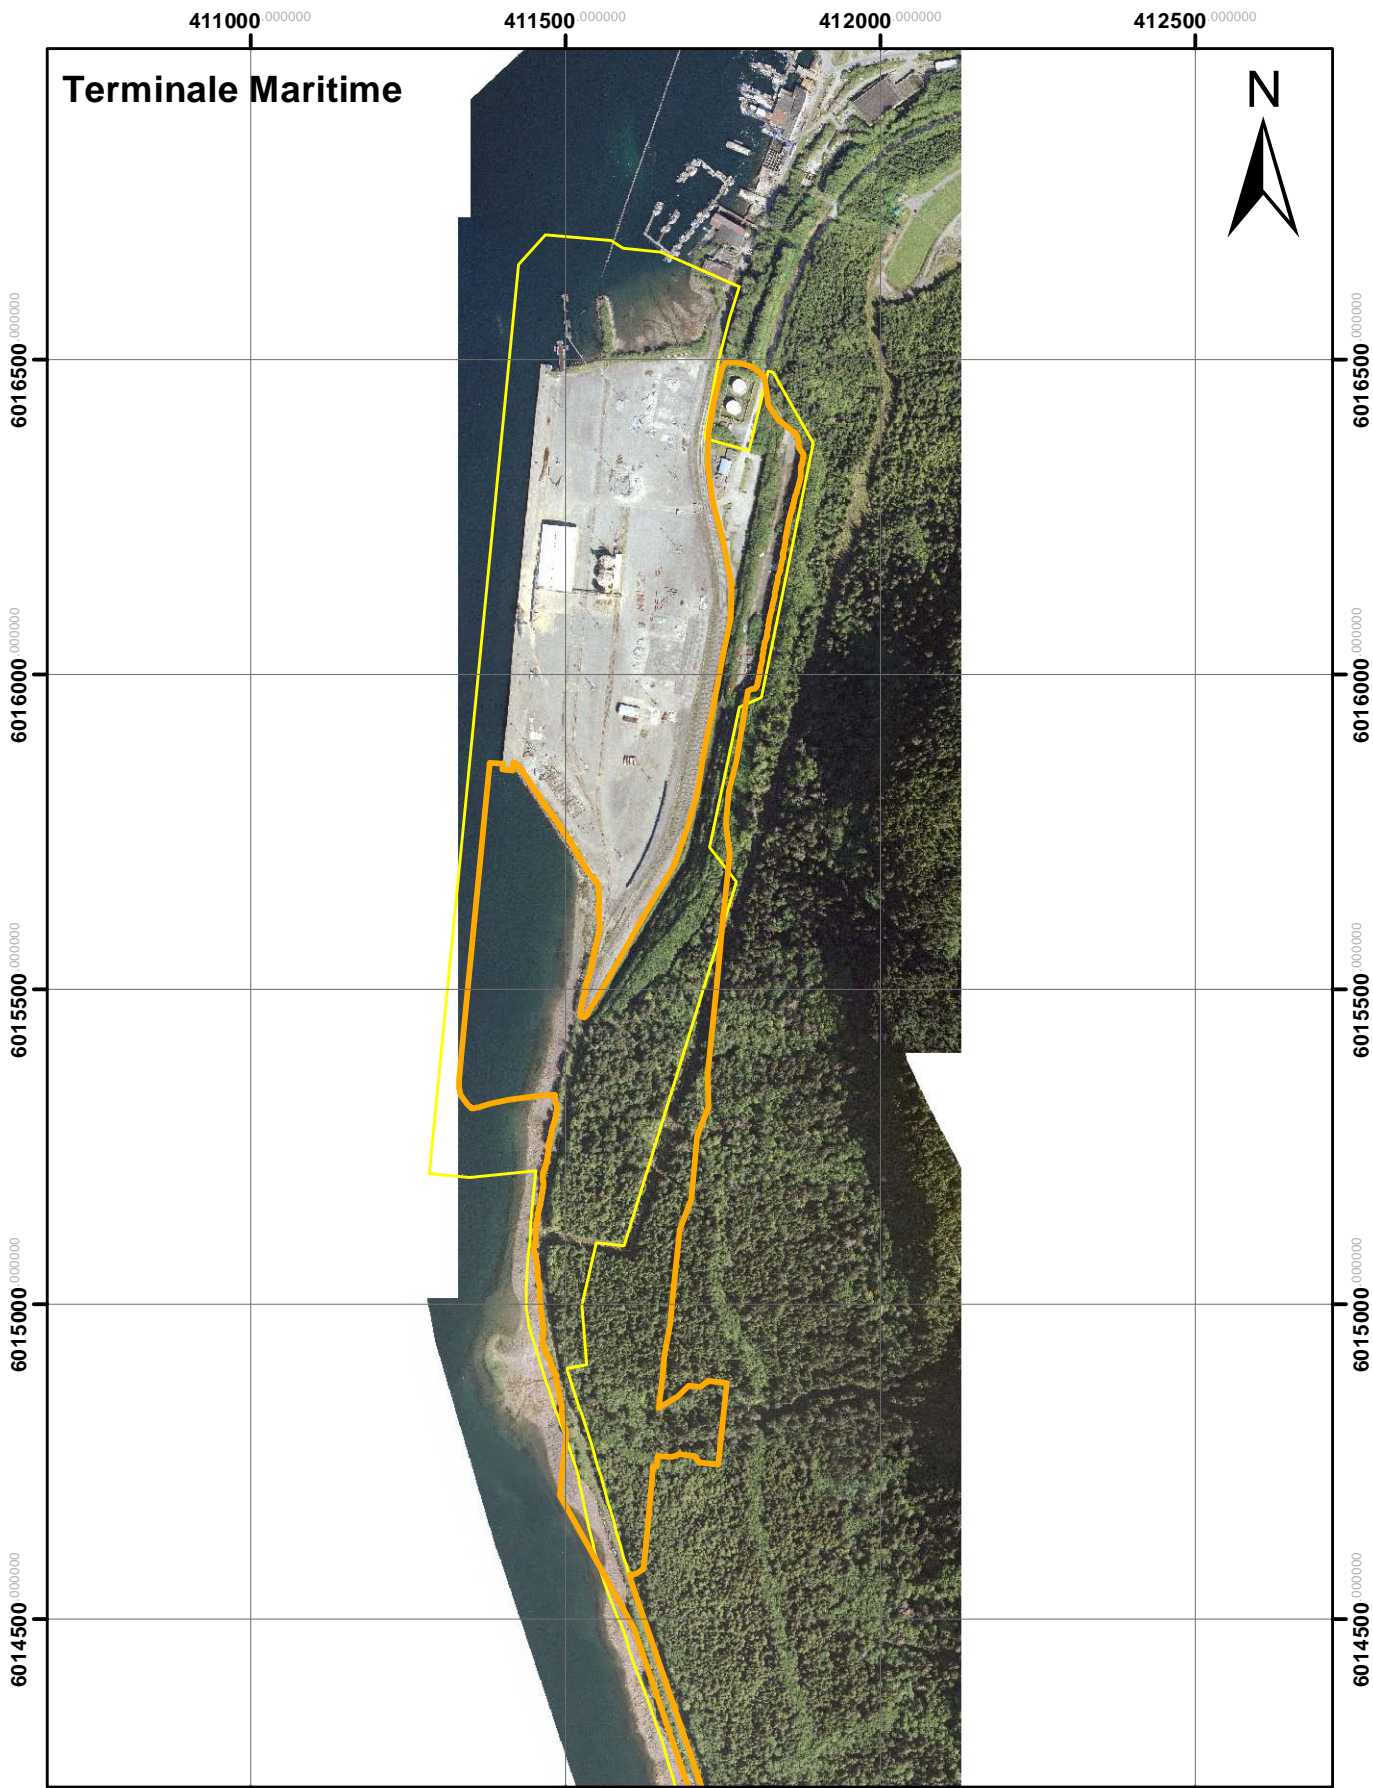 411000.000000 411500.000000 412000.000000 412500.000000
Terminale Maritime
N
6016500.000000 6016500.000000
6016000.000000 6016000.000000
6015500.000000 6015500.000000
6015000.000000 6015000.000000
6014500.000000 6014500.000000